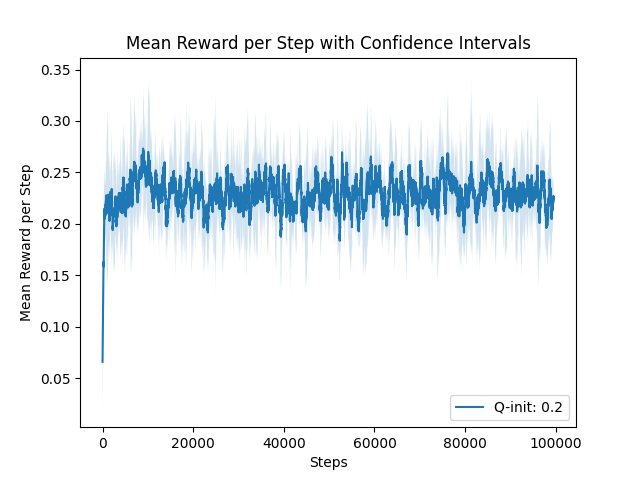 Mean Reward per Step with Confidence Intervals
Mean Reward per Step
0.35
0.30
0.25
0.20
0.15
0.10
0.05
Q-init: 0.2
0 20000 40000 60000 80000 100000
Steps